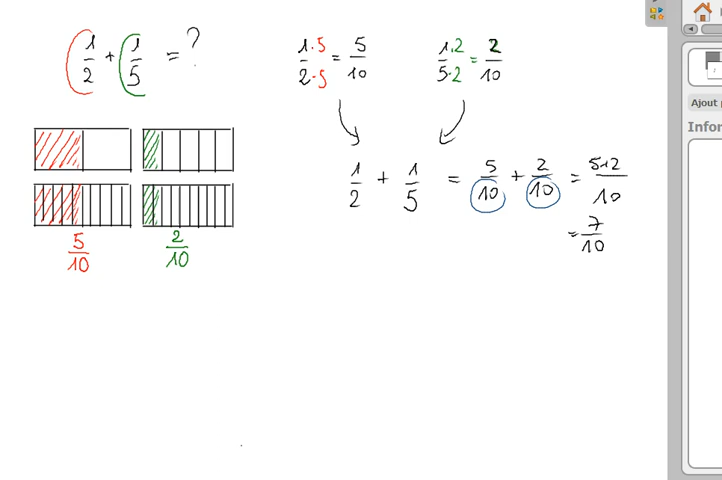 1/2 + 1/5 = ?
1·5/2·5 = 5/10
1·2/5·2 = 2/10
1/2 + 1/5 = 5/10 + 2/10 = 5+2/10
= 7/10
5/10
2/10
Ajout
Infor